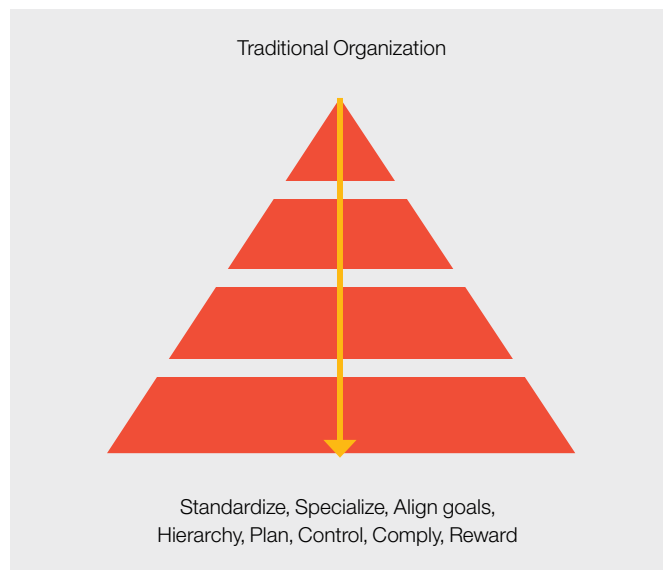 Traditional Organization
Standardize, Specialize, Align goals,
Hierarchy, Plan, Control, Comply, Reward